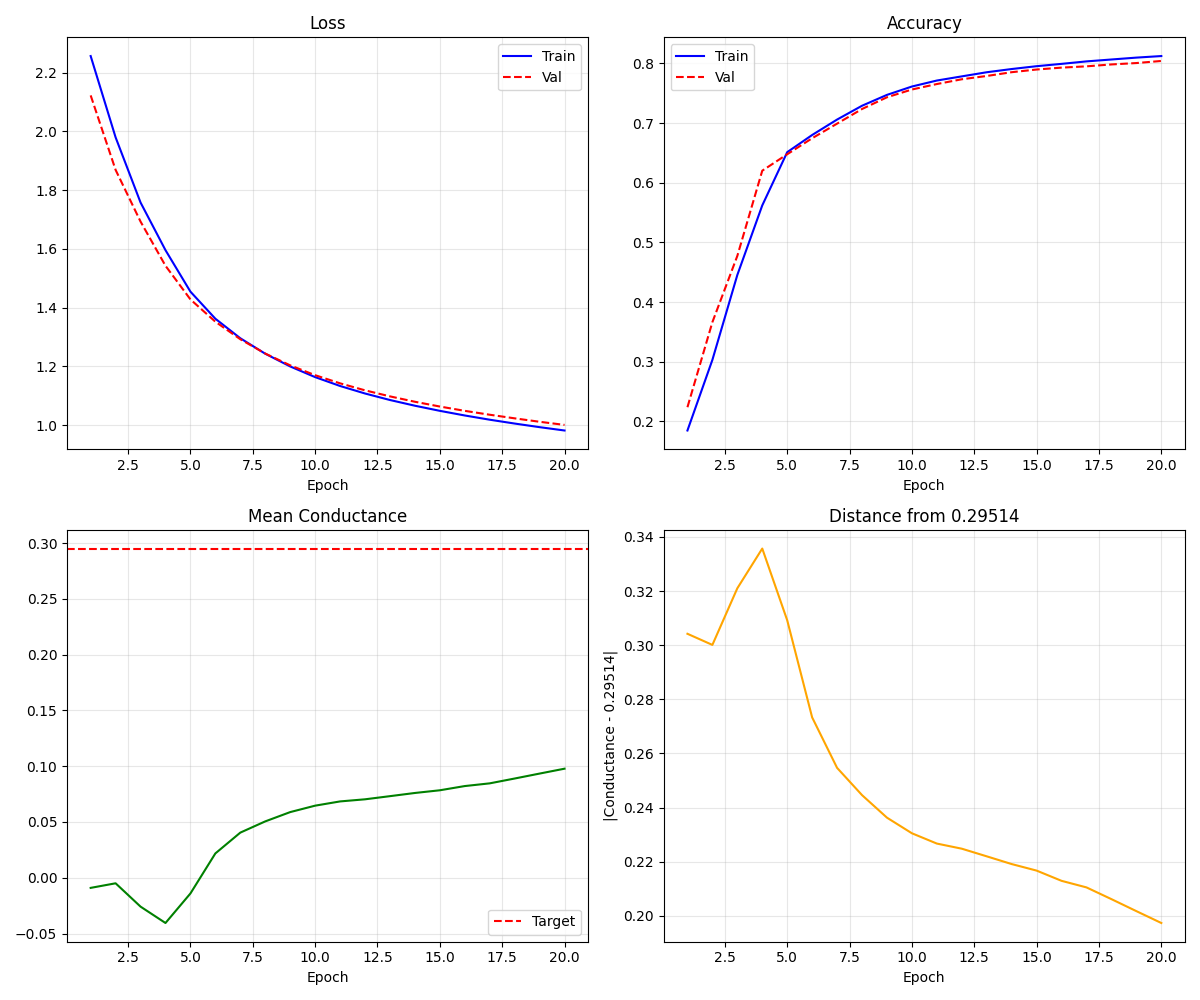 Loss
Train
Val
2.2
2.0
1.8
1.6
1.4
1.2
1.0
2.5 5.0 7.5 10.0 12.5 15.0 17.5 20.0
Epoch
Accuracy
Train
Val
0.8
0.7
0.6
0.5
0.4
0.3
0.2
2.5 5.0 7.5 10.0 12.5 15.0 17.5 20.0
Epoch
Mean Conductance
0.30
0.25
0.20
0.15
0.10
0.05
0.00
−0.05
Target
2.5 5.0 7.5 10.0 12.5 15.0 17.5 20.0
Epoch
Distance from 0.29514
|Conductance - 0.29514|
0.34
0.32
0.30
0.28
0.26
0.24
0.22
0.20
2.5 5.0 7.5 10.0 12.5 15.0 17.5 20.0
Epoch